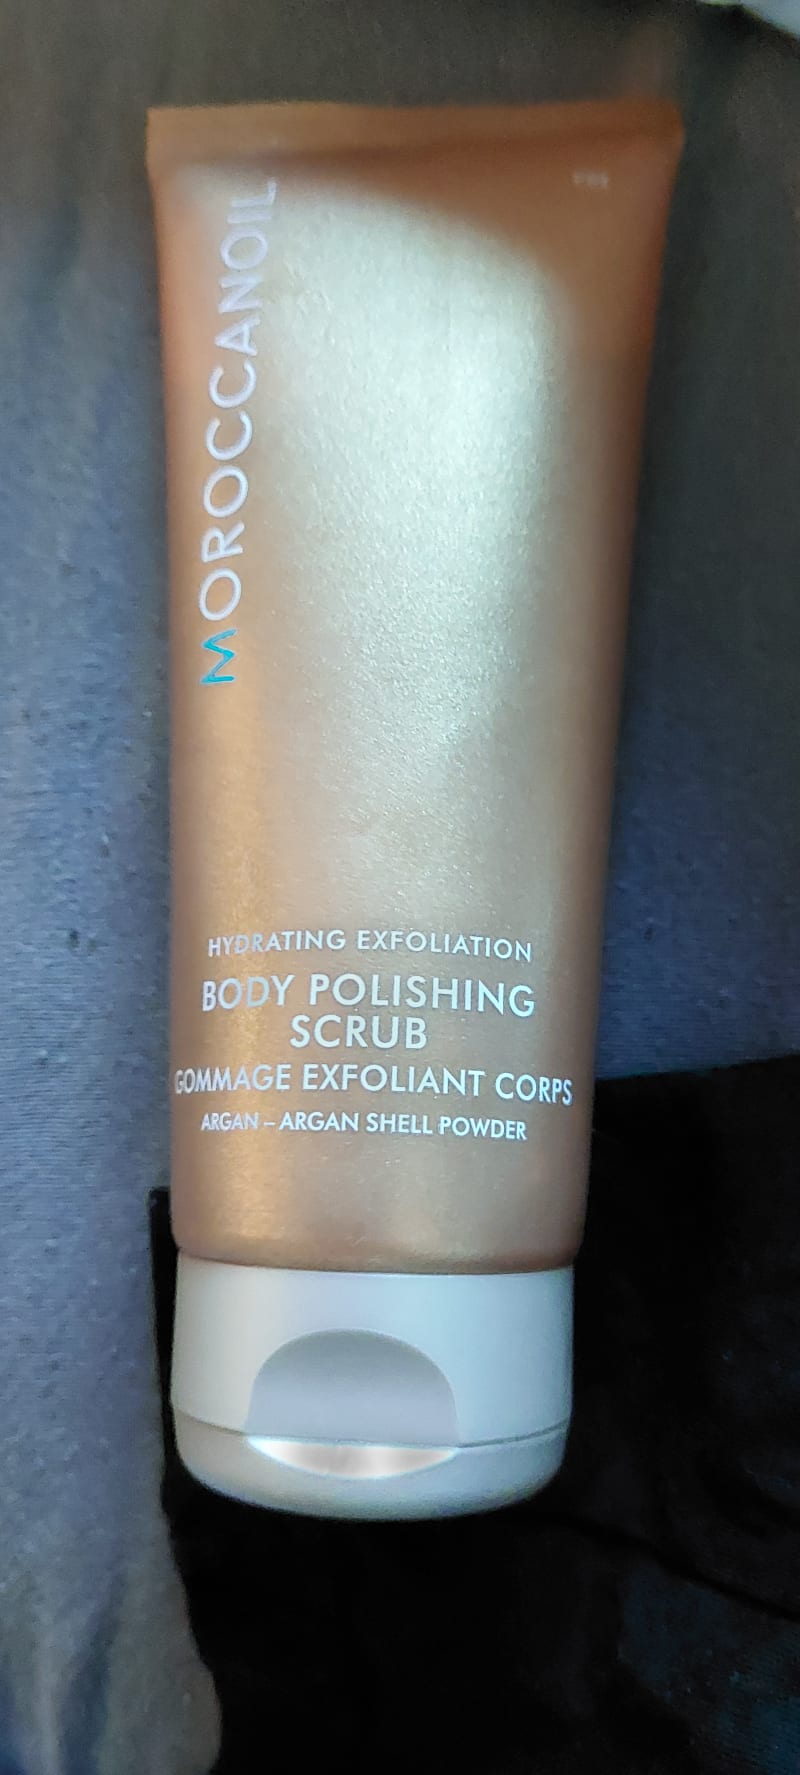 MOROCCANOIL
HYDRATING EXFOLIATION
BODY POLISHING
SCRUB
GOMMAGE EXFOLIANT CORPS
ARGAN – ARGAN SHELL POWDER